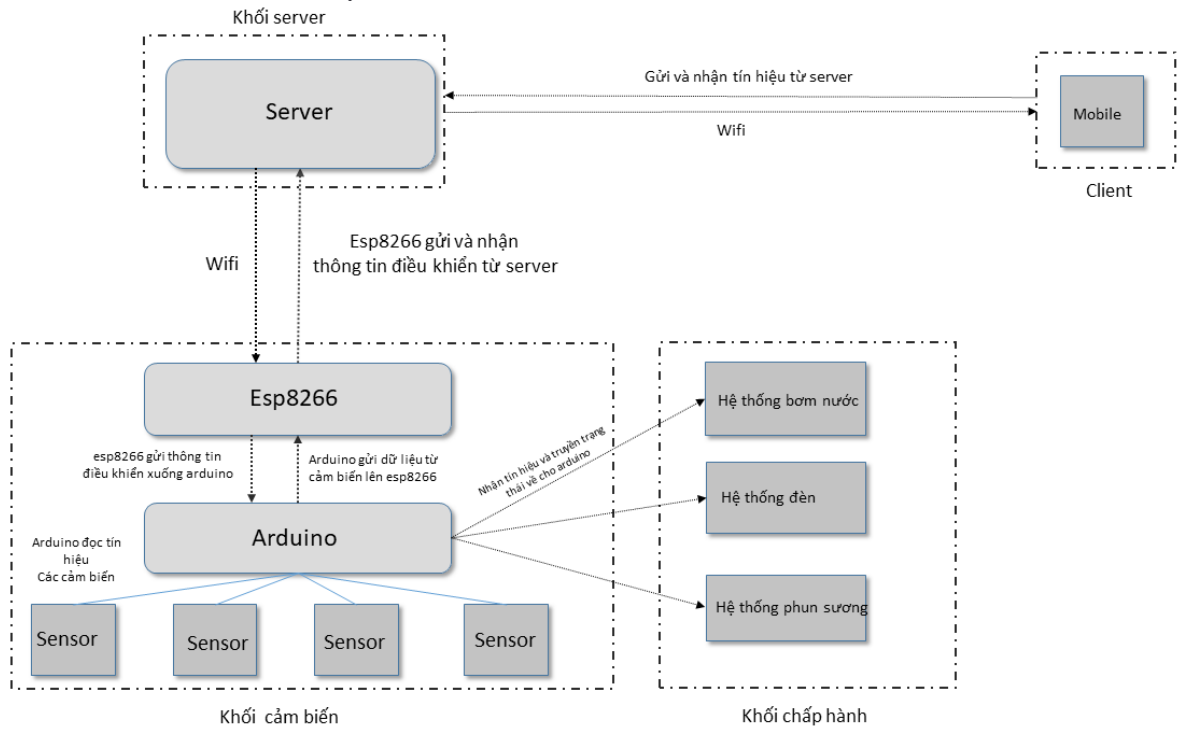 Khối server
Server
Gửi và nhận tín hiệu từ server
Wifi
Mobile
Client
Wifi
Esp8266 gửi và nhận
thông tin điều khiển từ server
Esp8266
esp8266 gửi thông tin
điều khiển xuống arduino
Arduino gửi dữ liệu từ
cảm biến lên esp8266
Arduino
Arduino đọc tín
hiệu
Các cảm biến
Sensor
Sensor
Sensor
Sensor
Khối cảm biến
Nhận tín hiệu và truyền trạng
thái về cho arduino
Hệ thống bơm nước
Hệ thống đèn
Hệ thống phun sương
Khối chấp hành